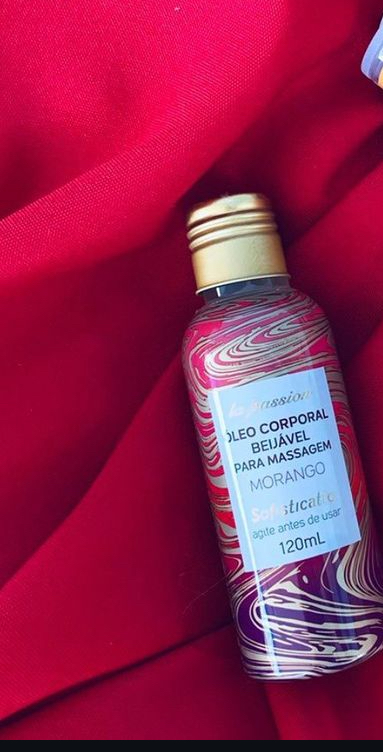 la passion
ÓLEO CORPORAL
BEIJÁVEL
PARA MASSAGEM
MORANGO
Sofisticatto
agite antes de usar
120mL